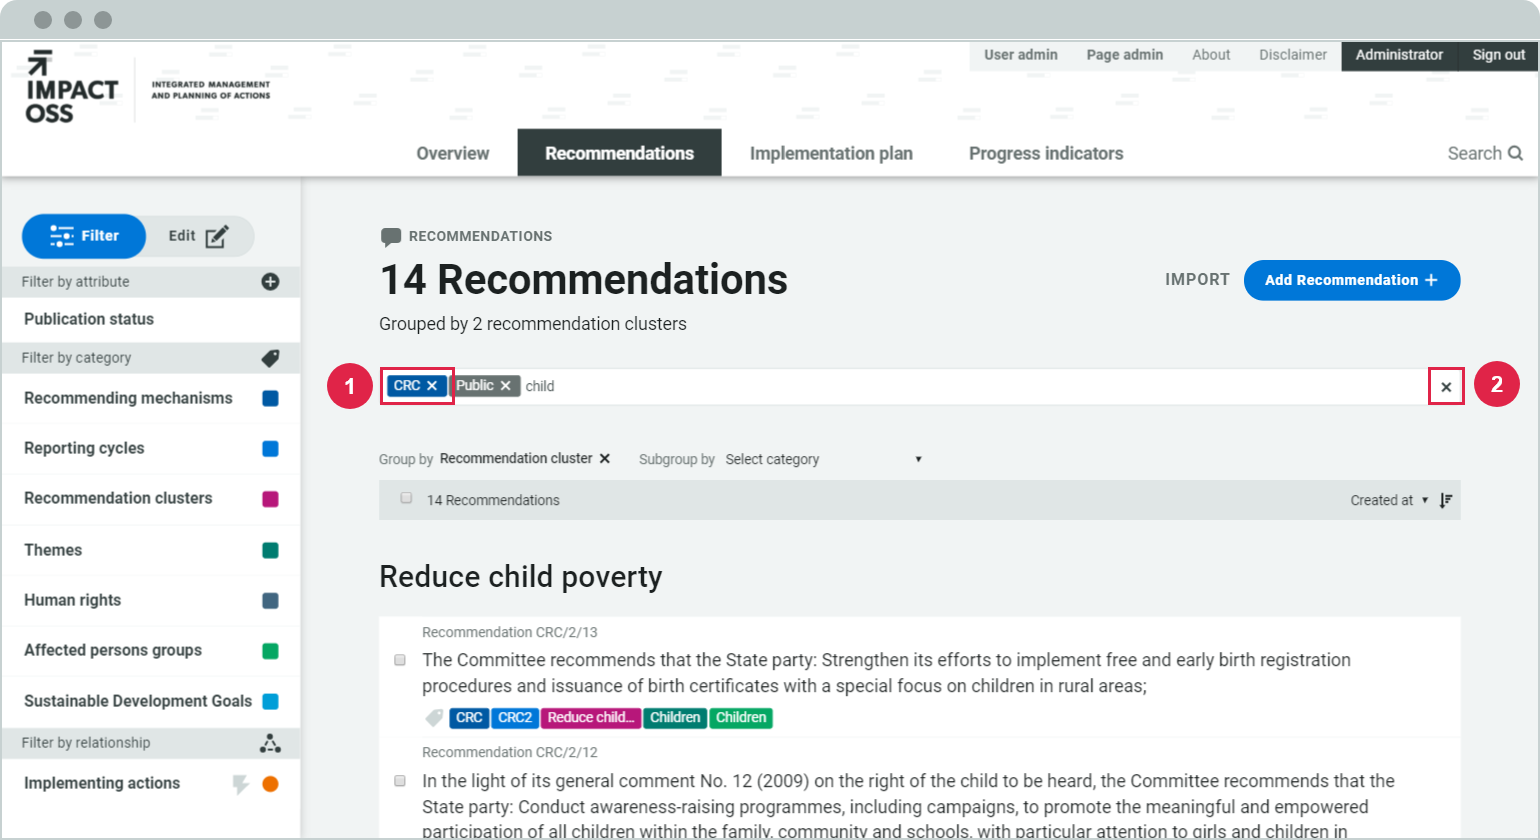 User admin Page admin About Disclaimer Administrator Sign out
IMPACT
OSS
INTEGRATED MANAGEMENT
AND PLANNING OF ACTIONS
Overview Recommendations Implementation plan Progress indicators Search
Filter Edit
Filter by attribute
Publication status
Filter by category
Recommending mechanisms
Reporting cycles
Recommendation clusters
Themes
Human rights
Affected persons groups
Sustainable Development Goals
Filter by relationship
Implementing actions
RECOMMENDATIONS
14 Recommendations
IMPORT Add Recommendation +
Grouped by 2 recommendation clusters
1 CRC ✕ Public ✕ child ✕ 2
Group by Recommendation cluster ✕ Subgroup by Select category
14 Recommendations Created at
Reduce child poverty
Recommendation CRC/2/13
The Committee recommends that the State party: Strengthen its efforts to implement free and early birth registration
procedures and issuance of birth certificates with a special focus on children in rural areas;
CRC CRC2 Reduce child... Children Children
Recommendation CRC/2/12
In the light of its general comment No. 12 (2009) on the right of the child to be heard, the Committee recommends that the
State party: Conduct awareness-raising programmes, including campaigns, to promote the meaningful and empowered
participation of all children within the family, community and schools, with particular attention to girls and children in